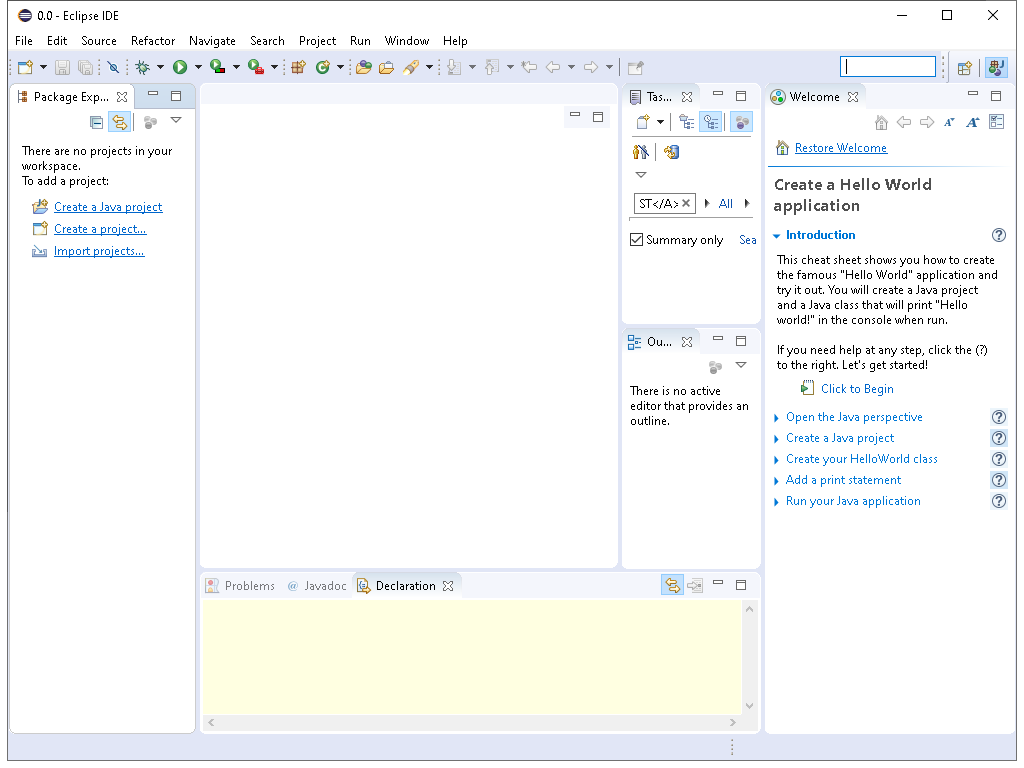 0.0 - Eclipse IDE
File Edit Source Refactor Navigate Search Project Run Window Help
Package Exp...
There are no projects in your
workspace.
To add a project:
Create a Java project
Create a project...
Import projects...
Tas...
ST</A>
All
Summary only Sea
Ou...
There is no active
editor that provides an
outline.
Welcome
Restore Welcome
Create a Hello World
application
Introduction
This cheat sheet shows you how to create
the famous "Hello World" application and
try it out. You will create a Java project
and a Java class that will print "Hello
world!" in the console when run.
If you need help at any step, click the (?)
to the right. Let's get started!
Click to Begin
Open the Java perspective
Create a Java project
Create your HelloWorld class
Add a print statement
Run your Java application
Problems @ Javadoc Declaration